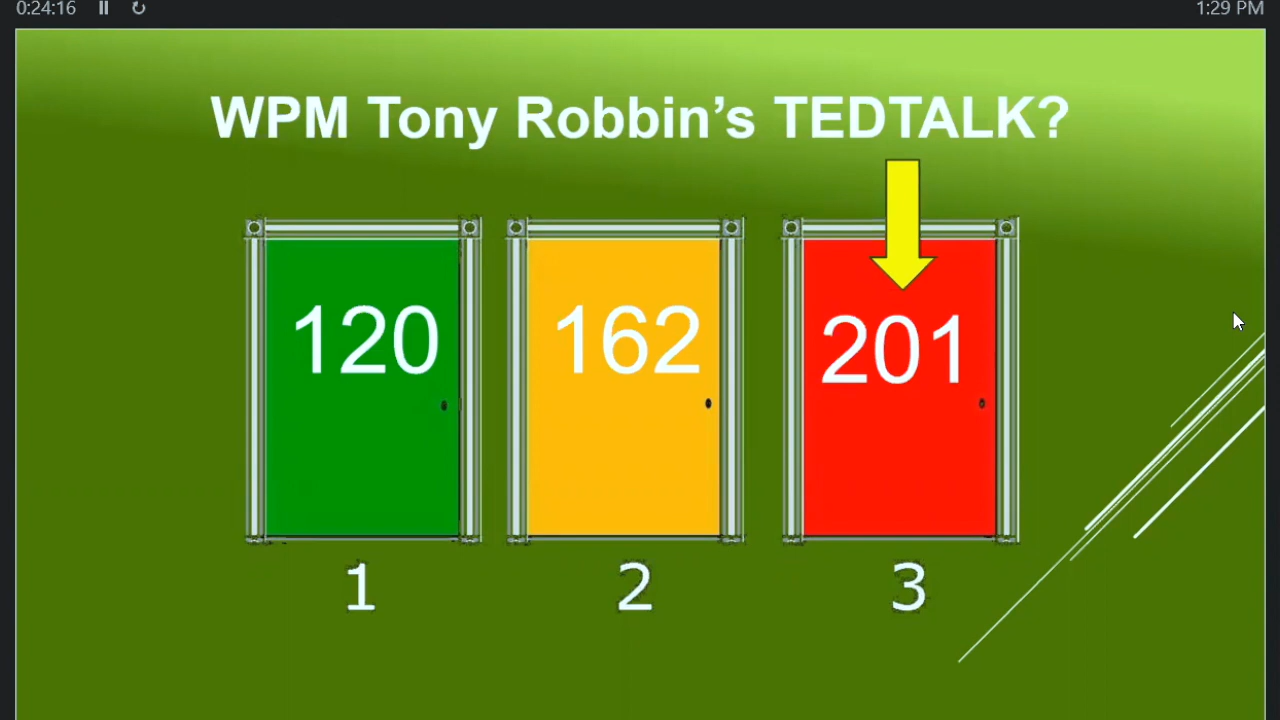 0:24:16
1:29 PM
WPM Tony Robbin’s TEDTALK?
120 162 201
1 2 3